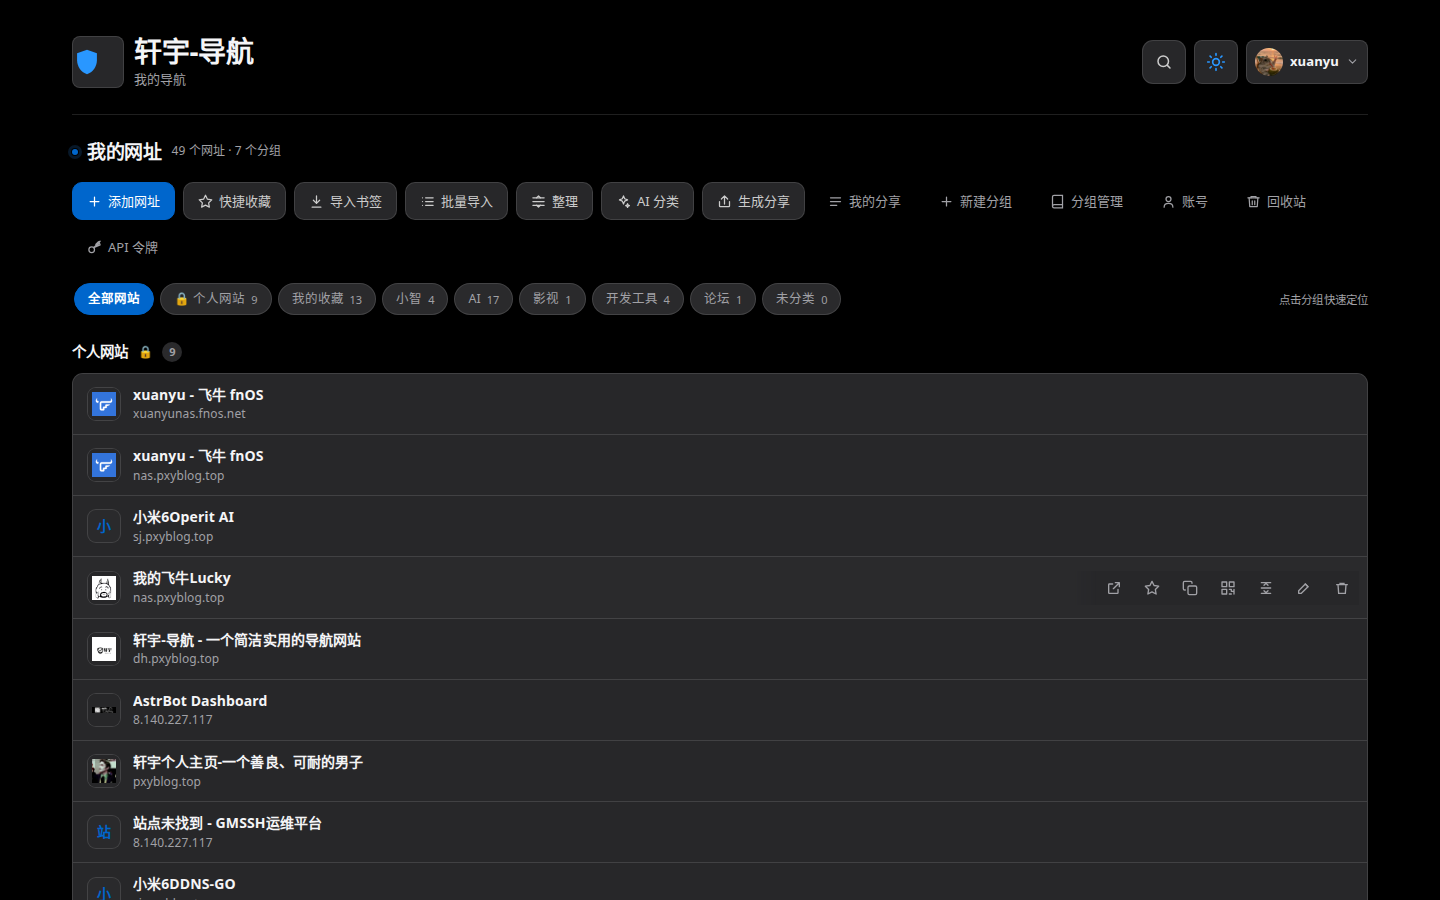 轩宇-导航
我的导航
xuanyu
我的网址 49 个网址 · 7 个分组
添加网址 快捷收藏 导入书签 批量导入 整理 AI 分类 生成分享 我的分享 新建分组 分组管理 账号 回收站
API 令牌
全部网站 🔒 个人网站 9 我的收藏 13 小智 4 AI 17 影视 1 开发工具 4 论坛 1 未分类 0 点击分组快速定位
个人网站 🔒 9
xuanyu - 飞牛 fnOS
xuanyunas.fnos.net
xuanyu - 飞牛 fnOS
nas.pxyblog.top
小
小米6Operit AI
sj.pxyblog.top
我的飞牛Lucky
nas.pxyblog.top
轩宇-导航 - 一个简洁实用的导航网站
dh.pxyblog.top
AstrBot Dashboard
8.140.227.117
轩宇个人主页-一个善良、可耐的男子
pxyblog.top
站
站点未找到 - GMSSH运维平台
8.140.227.117
小
小米6DDNS-GO